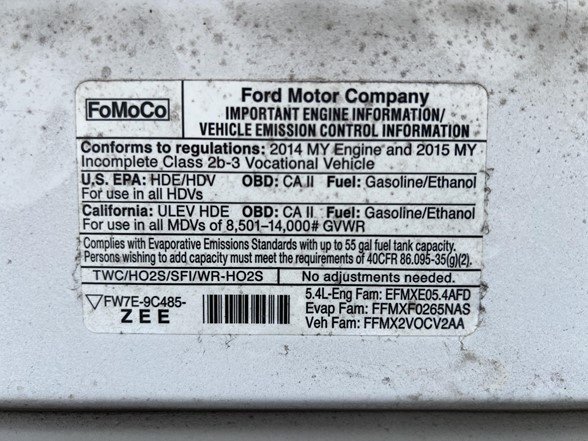 FoMoCo
Ford Motor Company
IMPORTANT ENGINE INFORMATION/
VEHICLE EMISSION CONTROL INFORMATION
Conforms to regulations: 2014 MY Engine and 2015 MY
Incomplete Class 2b-3 Vocational Vehicle
U.S. EPA: HDE/HDV OBD: CA II Fuel: Gasoline/Ethanol
For use in all HDVs
California: ULEV HDE OBD: CA II Fuel: Gasoline/Ethanol
For use in all MDVs of 8,501–14,000# GVWR
Complies with Evaporative Emissions Standards with up to 55 gal fuel tank capacity.
Persons wishing to add capacity must meet the requirements of 40CFR 86.095-35(g)(2).
TWC/HO2S/SFI/WR-HO2S No adjustments needed.
▽FW7E-9C485-
ZEE
5.4L-Eng Fam: EFMXE05.4AFD
Evap Fam: FFMXF0265NAS
Veh Fam: FFMX2VOCV2AA